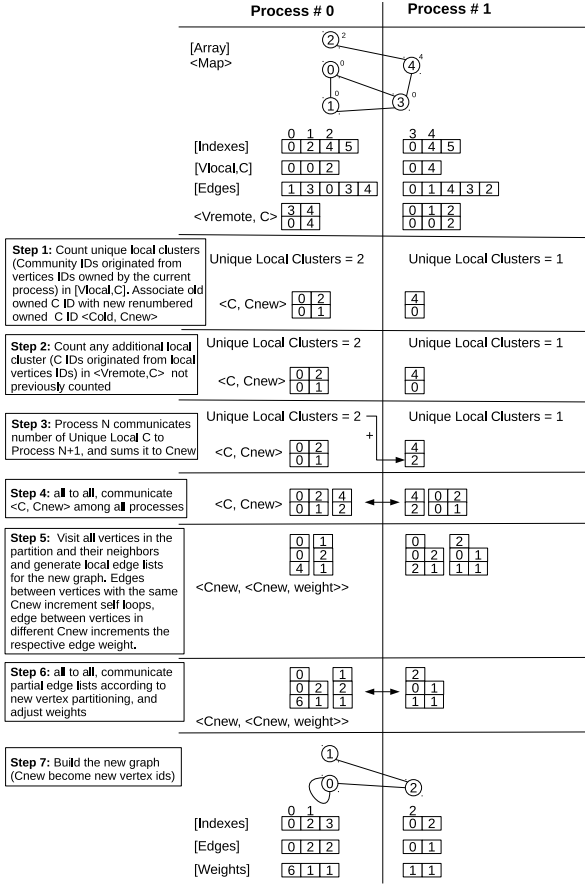 Process # 0 Process # 1
[Array]
<Map>
2 2
4 4
0 0
1 0
3 0
0 1 2 3 4
[Indexes] 0 2 4 5 0 4 5
[Vlocal,C] 0 0 2 0 4
[Edges] 1 3 0 3 4 0 1 4 3 2
<Vremote, C> 3 4 0 1 2
0 4 0 0 2
Step 1: Count unique local clusters
(Community IDs originated from
vertices IDs owned by the current
process) in [Vlocal,C]. Associate old
owned C ID with new renumbered
owned C ID <Cold, Cnew>
Unique Local Clusters = 2 Unique Local Clusters = 1
<C, Cnew> 0 2 4
0 1 0
Step 2: Count any additional local
cluster (C IDs originated from local
vertices IDs) in <Vremote,C> not
previously counted
Unique Local Clusters = 2 Unique Local Clusters = 1
<C, Cnew> 0 2 4
0 1 0
Step 3: Process N communicates
number of Unique Local C to
Process N+1, and sums it to Cnew
Unique Local Clusters = 2 Unique Local Clusters = 1
+
<C, Cnew> 0 2 4
0 1 2
Step 4: all to all, communicate
<C, Cnew> among all processes
<C, Cnew> 0 2 4 4 0 2
0 1 2 2 0 1
Step 5: Visit all vertices in the
partition and their neighbors
and generate local edge lists
for the new graph. Edges
between vertices with the same
Cnew increment self loops,
edge between vertices in
different Cnew increments the
respective edge weight.
0 1 0 2
0 2 0 2 0 1
4 1 2 1 1 1
<Cnew, <Cnew, weight>>
Step 6: all to all, communicate
partial edge lists according to
new vertex partitioning, and
adjust weights
0 1 2
0 2 2 0 1
6 1 1 1 1
<Cnew, <Cnew, weight>>
Step 7: Build the new graph
(Cnew become new vertex ids)
1
0 2
0 1 2
[Indexes] 0 2 3 0 2
[Edges] 0 2 2 0 1
[Weights] 6 1 1 1 1